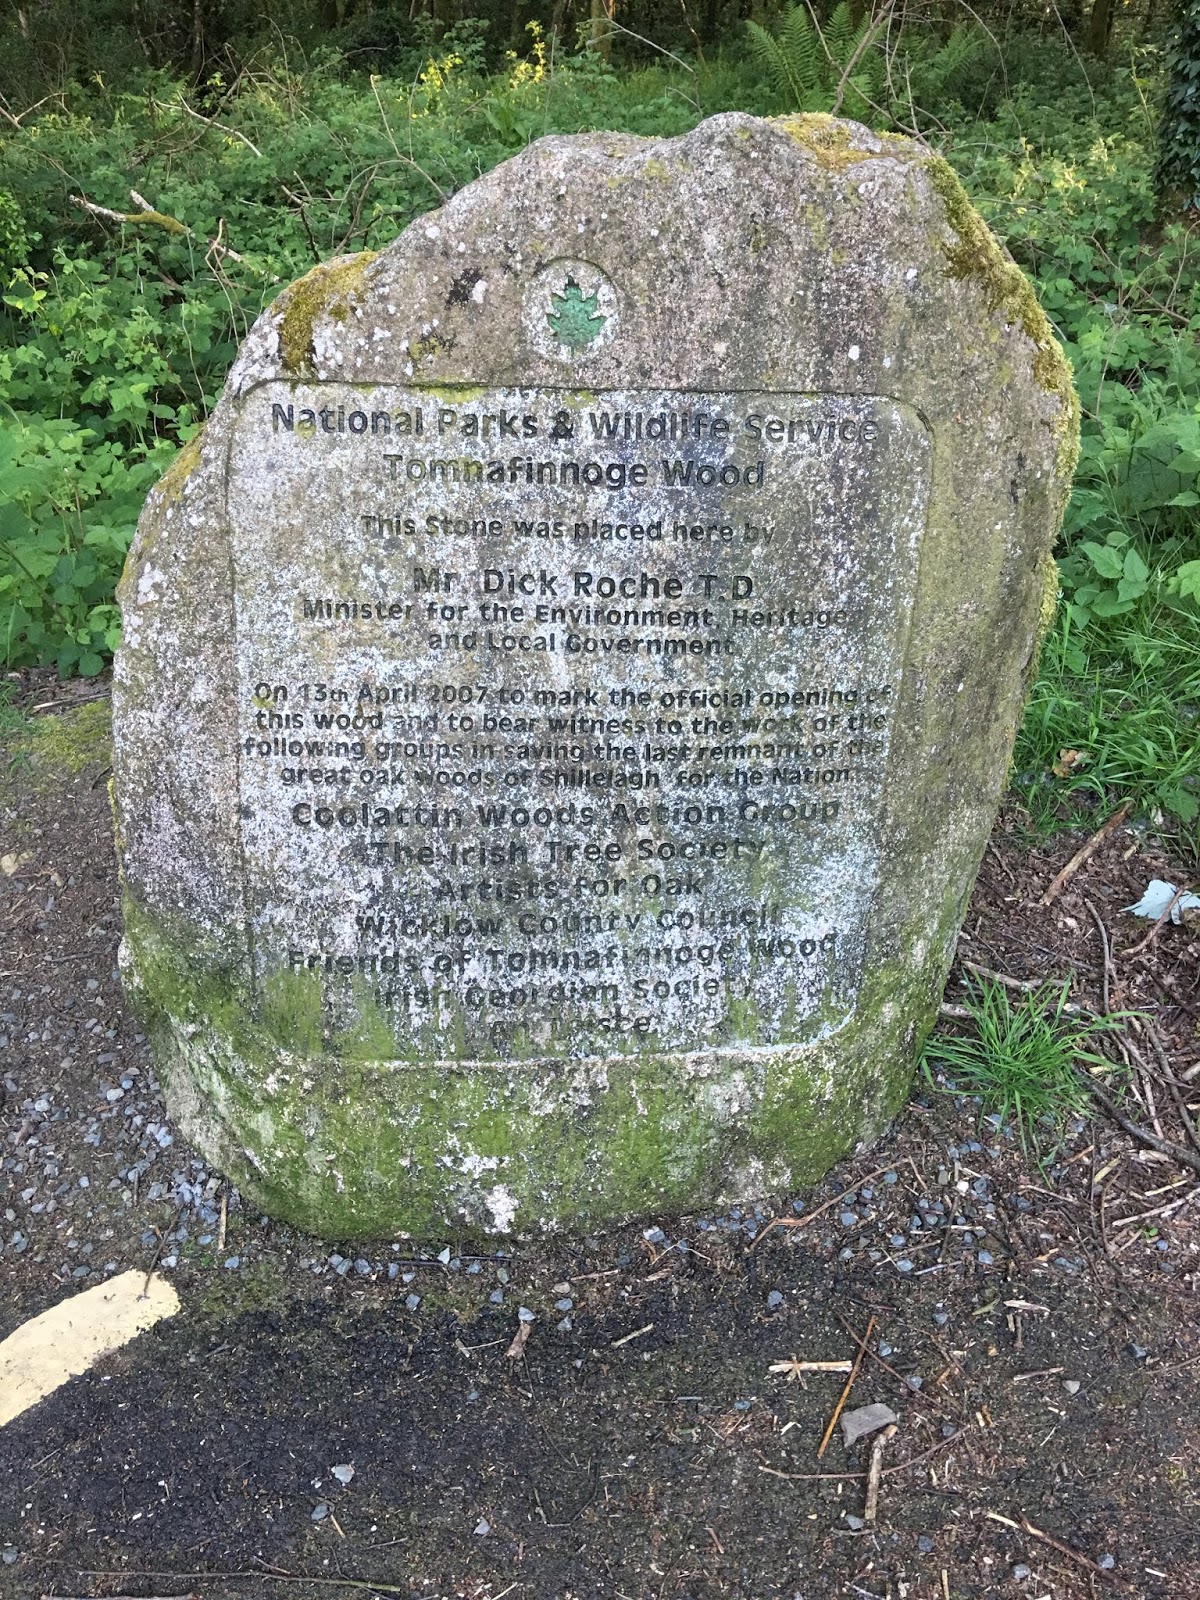 National Parks & Wildlife Service
Tomnafinnoge Wood
This Stone was placed here by
Mr. Dick Roche T.D
Minister for the Environment, Heritage
and Local Government
On 13th April 2007 to mark the official opening of
this wood and to bear witness to the work of the
following groups in saving the last remnant of the
great oak woods of Shillelagh for the Nation
Coolattin Woods Action Group
The Irish Tree Society
Artists for Oak
Wicklow County Council
Friends of Tomnafinnoge Wood
Irish Georgian Society
An Taisce